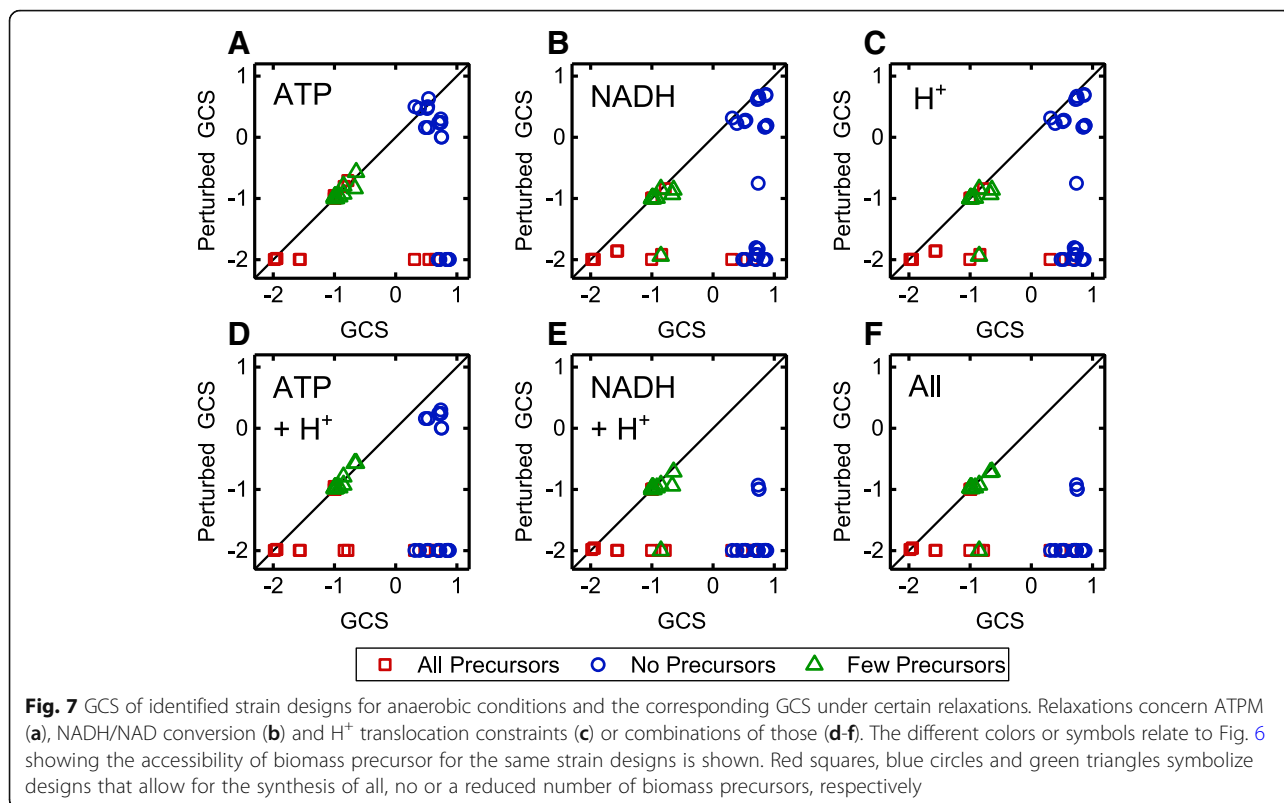 A
B
C
ATP
NADH
H⁺
Perturbed GCS
1
0
-1
-2
-2 -1 0 1
GCS
Perturbed GCS
1
0
-1
-2
-2 -1 0 1
GCS
Perturbed GCS
1
0
-1
-2
-2 -1 0 1
GCS
D
E
F
ATP
+ H⁺
NADH
+ H⁺
All
Perturbed GCS
1
0
-1
-2
-2 -1 0 1
GCS
Perturbed GCS
1
0
-1
-2
-2 -1 0 1
GCS
Perturbed GCS
1
0
-1
-2
-2 -1 0 1
GCS
All Precursors No Precursors Few Precursors
Fig. 7 GCS of identified strain designs for anaerobic conditions and the corresponding GCS under certain relaxations. Relaxations concern ATPM
(a), NADH/NAD conversion (b) and H⁺ translocation constraints (c) or combinations of those (d-f). The different colors or symbols relate to Fig. 6
showing the accessibility of biomass precursor for the same strain designs is shown. Red squares, blue circles and green triangles symbolize
designs that allow for the synthesis of all, no or a reduced number of biomass precursors, respectively